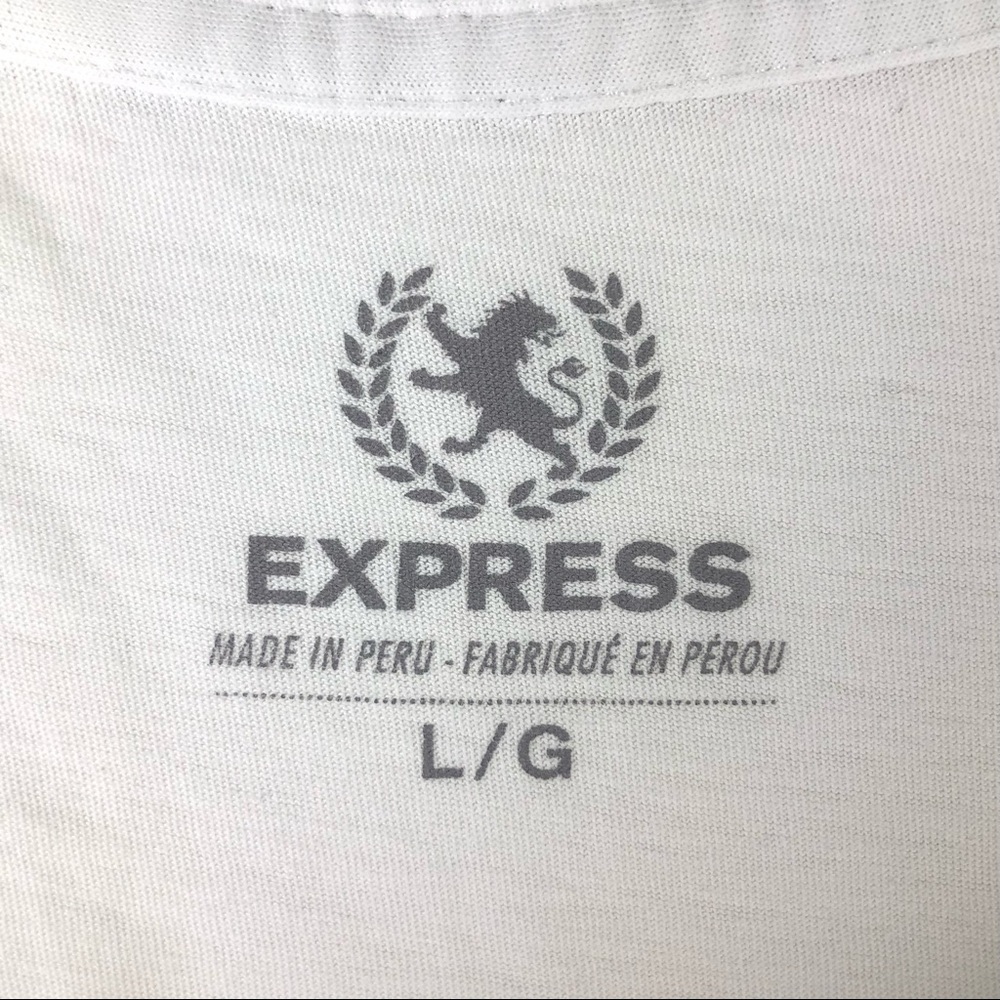 EXPRESS
MADE IN PERU - FABRIQUÉ EN PÉROU
L/G